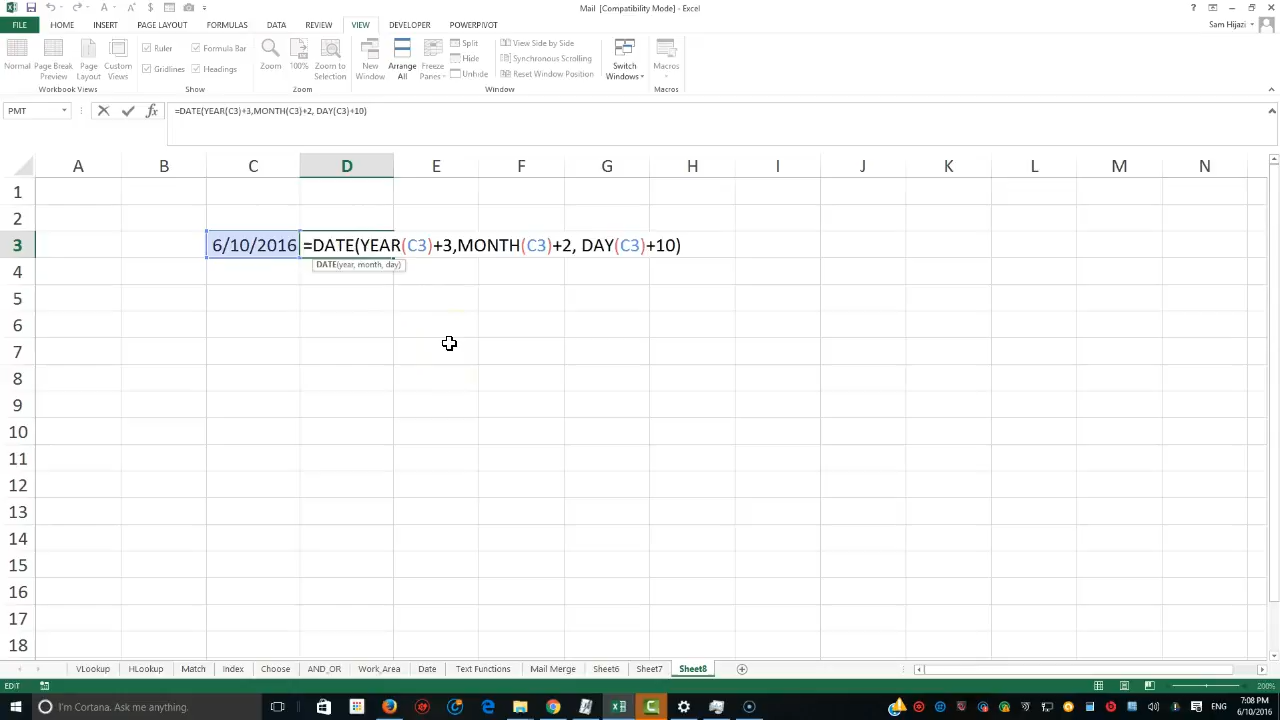 Mail [Compatibility Mode] - Excel
FILE HOME INSERT PAGE LAYOUT FORMULAS DATA REVIEW VIEW DEVELOPER POWERPIVOT Sam Hijazi
Normal Page Break Preview Page Layout Custom Views
Ruler Formula Bar
Gridlines Headings
Zoom 100% Zoom to Selection
New Window Arrange All Freeze Panes
Split
Hide
Unhide
View Side by Side
Synchronous Scrolling
Reset Window Position
Switch Windows
Macros
Workbook Views Show Zoom Window Macros
PMT =DATE(YEAR(C3)+3,MONTH(C3)+2, DAY(C3)+10)
A B C D E F G H I J K L M N
1
2
3 6/10/2016 =DATE(YEAR(C3)+3,MONTH(C3)+2, DAY(C3)+10)
DATE(year, month, day)
4
5
6
7
8
9
10
11
12
13
14
15
16
17
18
VLookup HLookup Match Index Choose AND_OR Work_Area Date Text Functions Mail Merge Sheet6 Sheet7 Sheet8
EDIT 200%
I'm Cortana. Ask me anything. ENG 7:08 PM
6/10/2016